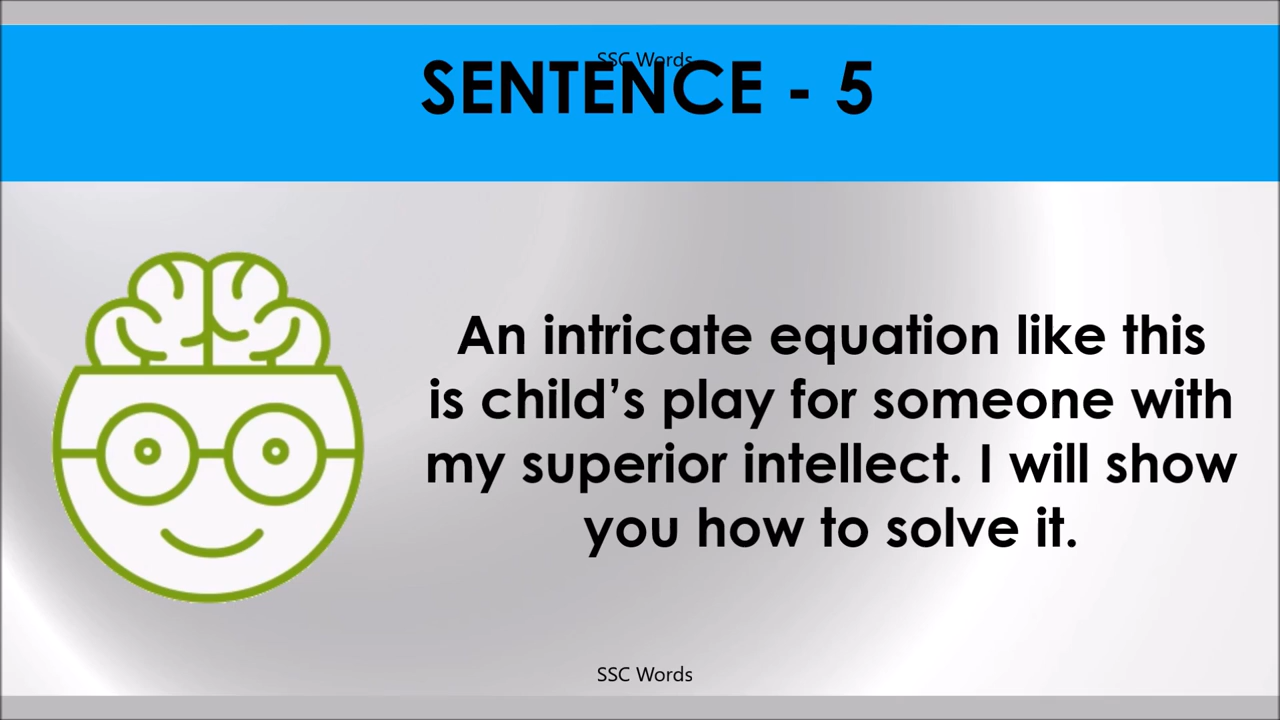 SSC Words
SENTENCE - 5
An intricate equation like this
is child’s play for someone with
my superior intellect. I will show
you how to solve it.
SSC Words